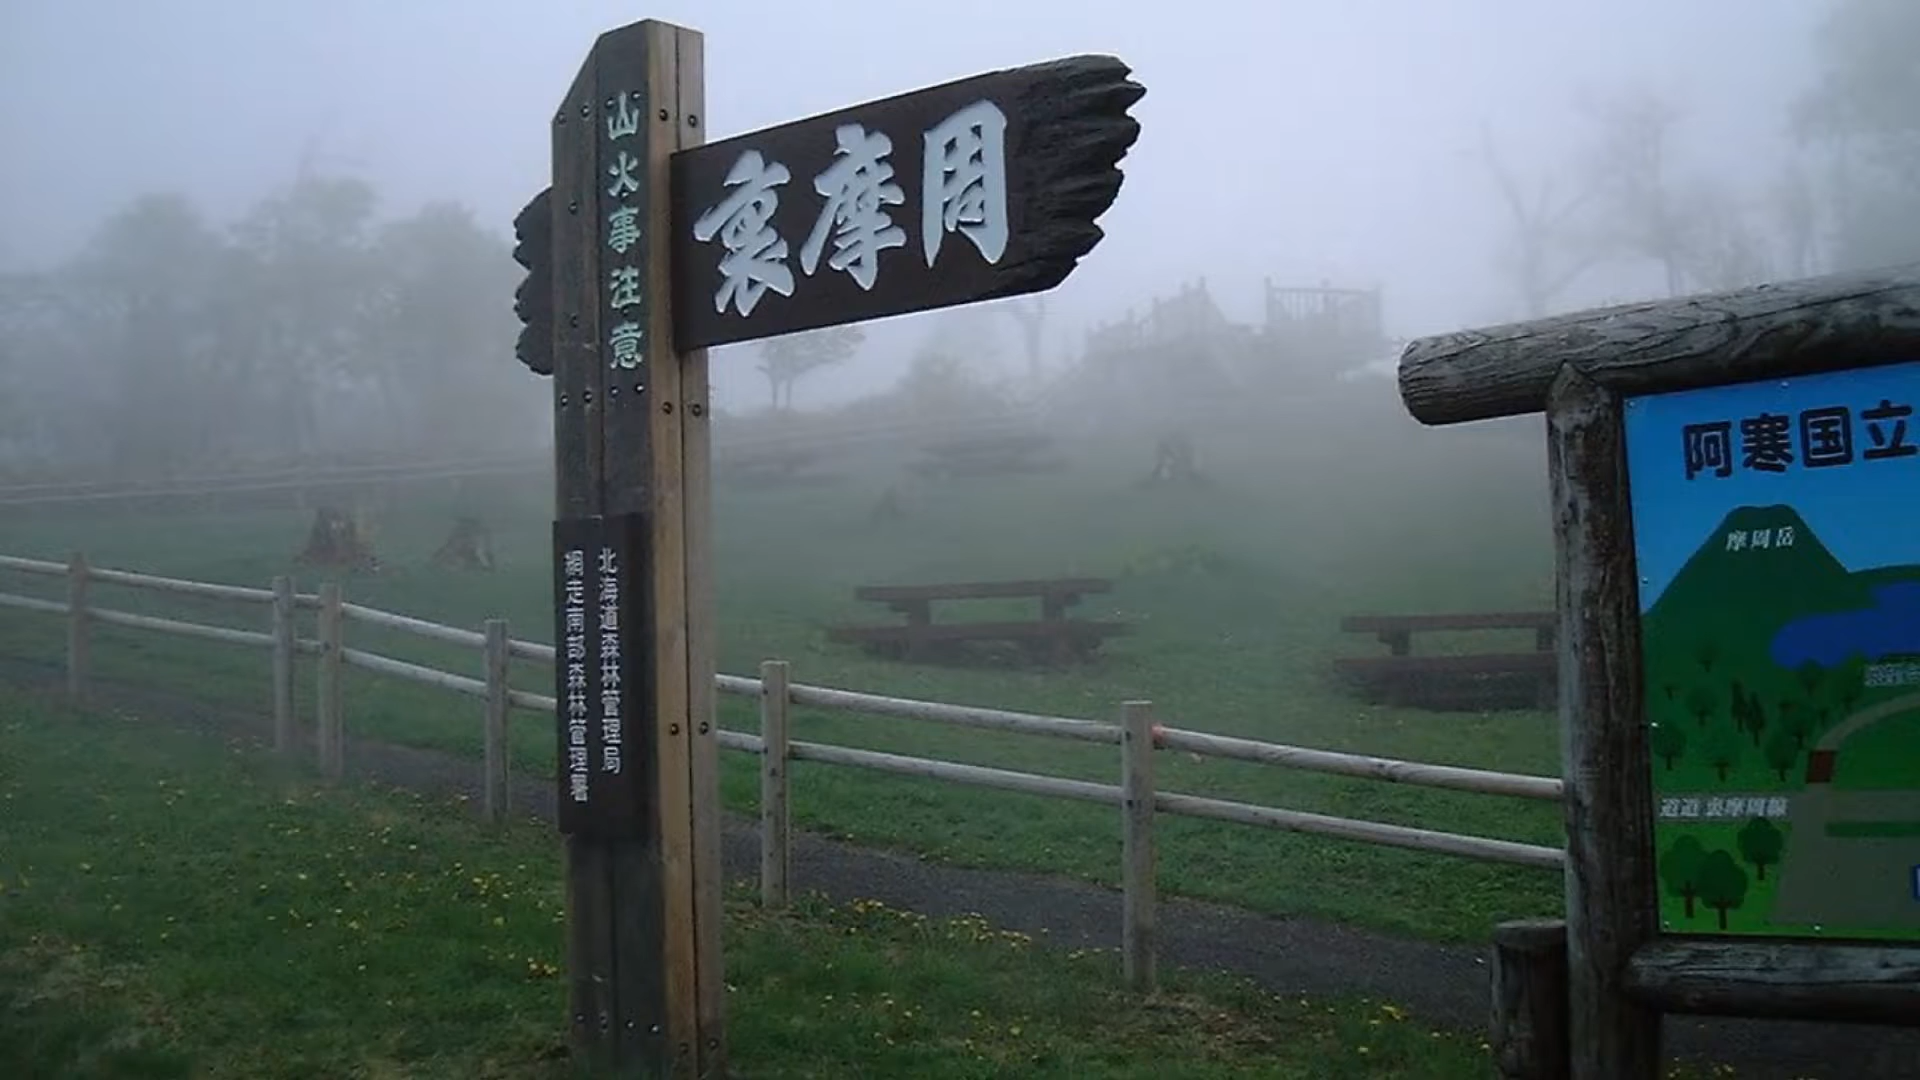 山火事注意
裏摩周
北海道森林管理局
網走南部森林管理署
阿寒国立
摩周岳
道道 裏摩周線